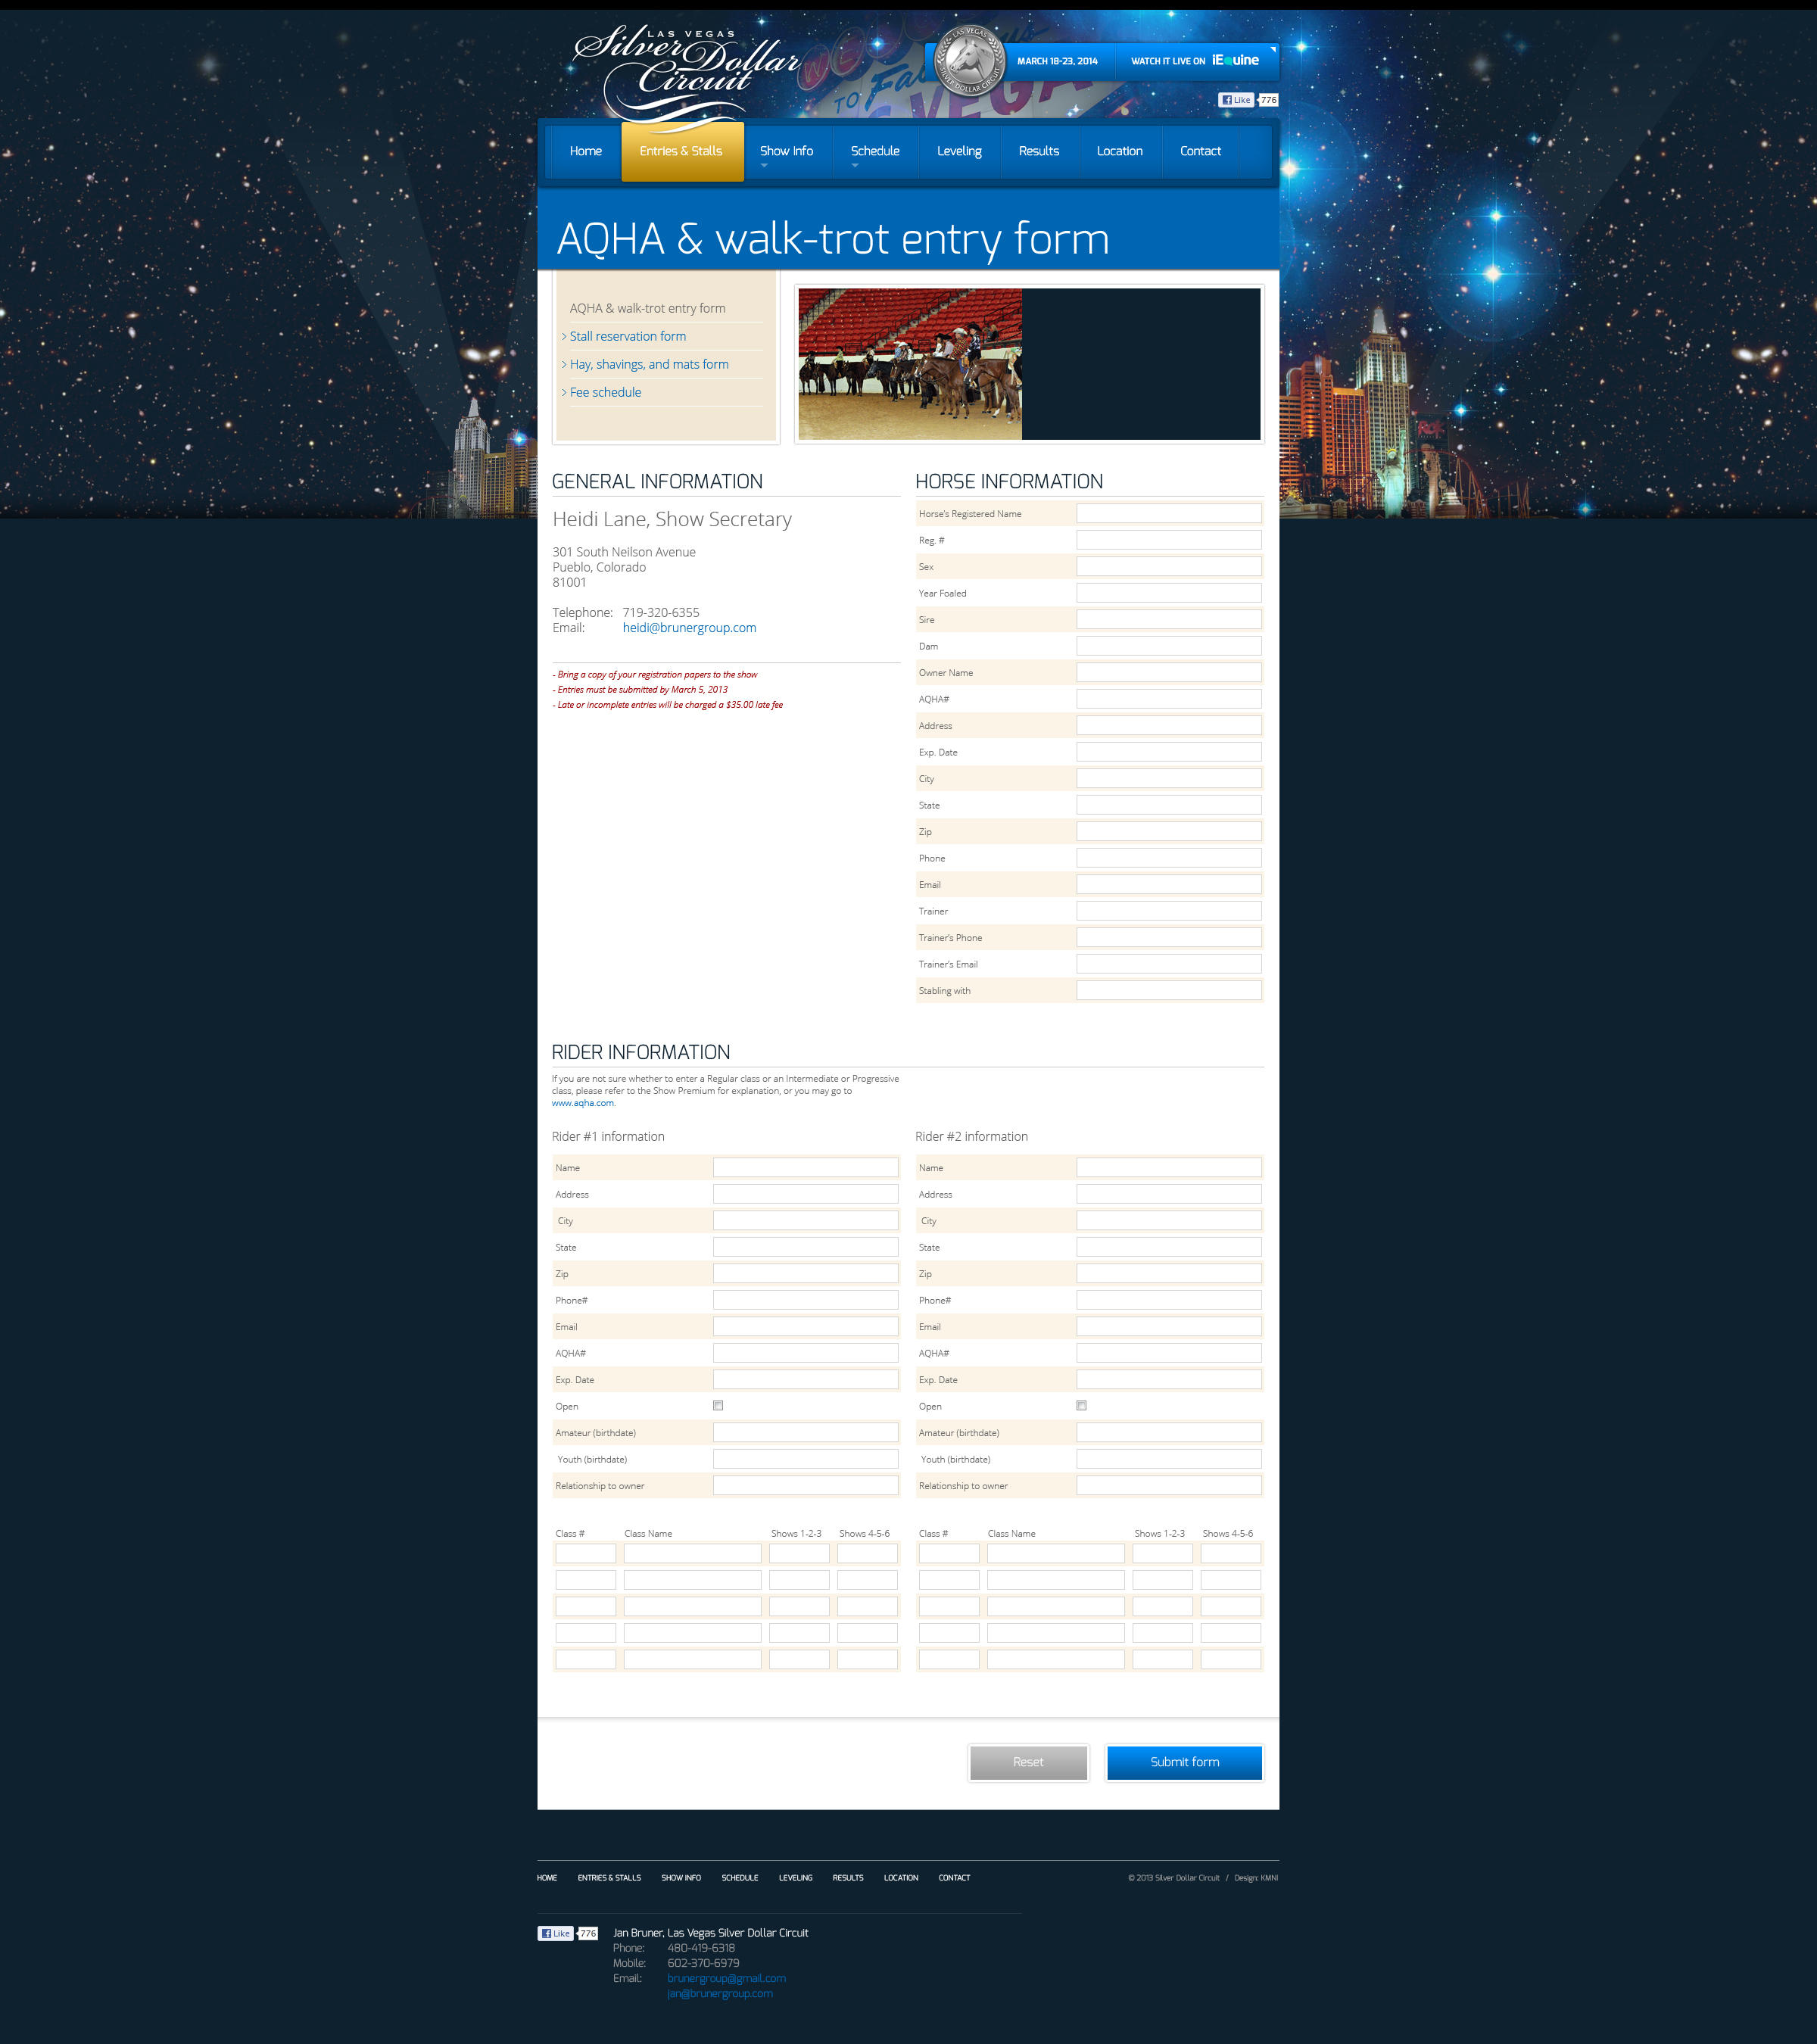 LAS VEGAS
Silver Dollar
Circuit
TO Fabulous
VEGAS
LAS VEGAS
SILVER DOLLAR CIRCUIT
MARCH 18-23, 2014
WATCH IT LIVE ON iEquine
Like 776
Home
Entries & Stalls
Show Info
Schedule
Leveling
Results
Location
Contact
AQHA & walk-trot entry form
AQHA & walk-trot entry form
Stall reservation form
Hay, shavings, and mats form
Fee schedule
GENERAL INFORMATION
Heidi Lane, Show Secretary
301 South Neilson Avenue
Pueblo, Colorado
81001
Telephone: 719-320-6355
Email: heidi@brunergroup.com
- Bring a copy of your registration papers to the show
- Entries must be submitted by March 5, 2013
- Late or incomplete entries will be charged a $35.00 late fee
HORSE INFORMATION
Horse's Registered Name
Reg. #
Sex
Year Foaled
Sire
Dam
Owner Name
AQHA#
Address
Exp. Date
City
State
Zip
Phone
Email
Trainer
Trainer's Phone
Trainer's Email
Stabling with
RIDER INFORMATION
If you are not sure whether to enter a Regular class or an Intermediate or Progressive
class, please refer to the Show Premium for explanation, or you may go to
www.aqha.com.
Rider #1 information
Name
Address
City
State
Zip
Phone#
Email
AQHA#
Exp. Date
Open
Amateur (birthdate)
Youth (birthdate)
Relationship to owner
Class # Class Name Shows 1-2-3 Shows 4-5-6
Rider #2 information
Name
Address
City
State
Zip
Phone#
Email
AQHA#
Exp. Date
Open
Amateur (birthdate)
Youth (birthdate)
Relationship to owner
Class # Class Name Shows 1-2-3 Shows 4-5-6
Reset
Submit form
HOME ENTRIES & STALLS SHOW INFO SCHEDULE LEVELING RESULTS LOCATION CONTACT
© 2013 Silver Dollar Circuit / Design: KMNI
Like 776
Jan Bruner, Las Vegas Silver Dollar Circuit
Phone: 480-419-6318
Mobile: 602-370-6979
Email: brunergroup@gmail.com
jan@brunergroup.com